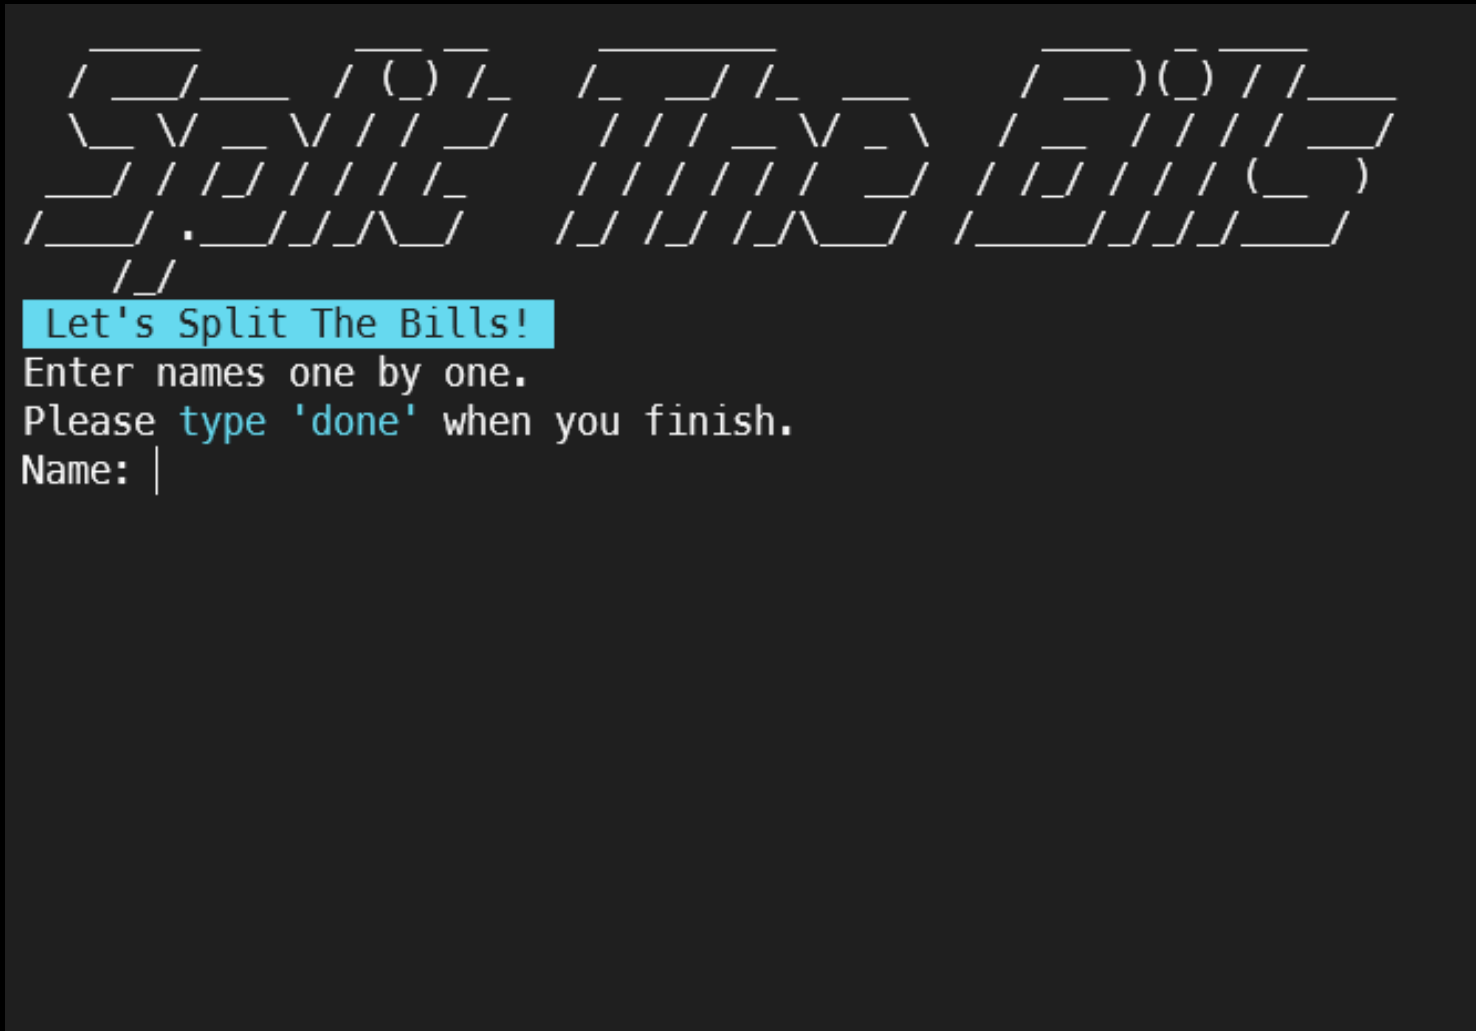 Split The Bills
Let's Split The Bills!
Enter names one by one.
Please type 'done' when you finish.
Name: